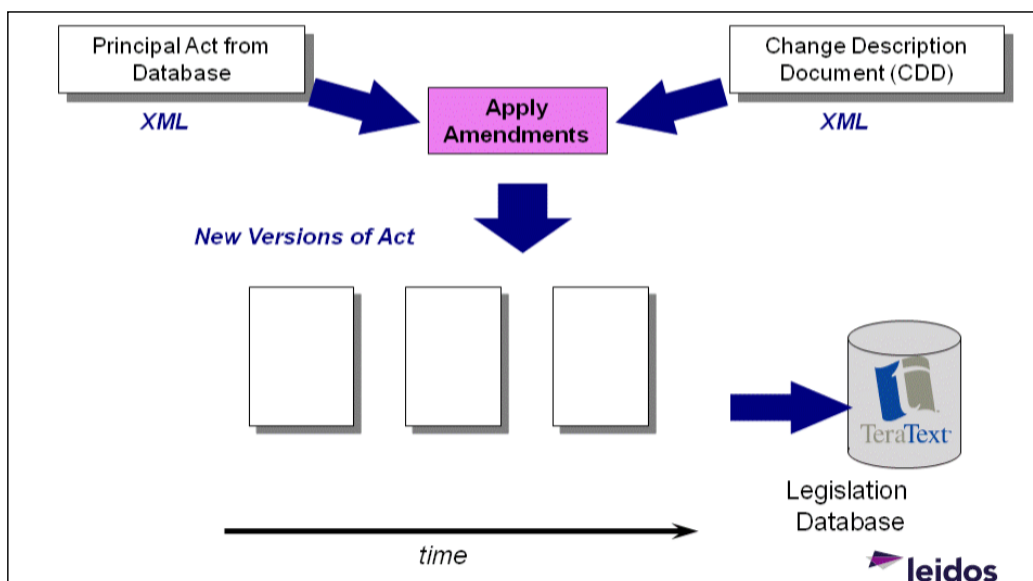 Principal Act from
Database
Change Description
Document (CDD)
XML
Apply
Amendments
XML
New Versions of Act
TeraText
Legislation
Database
time
leidos